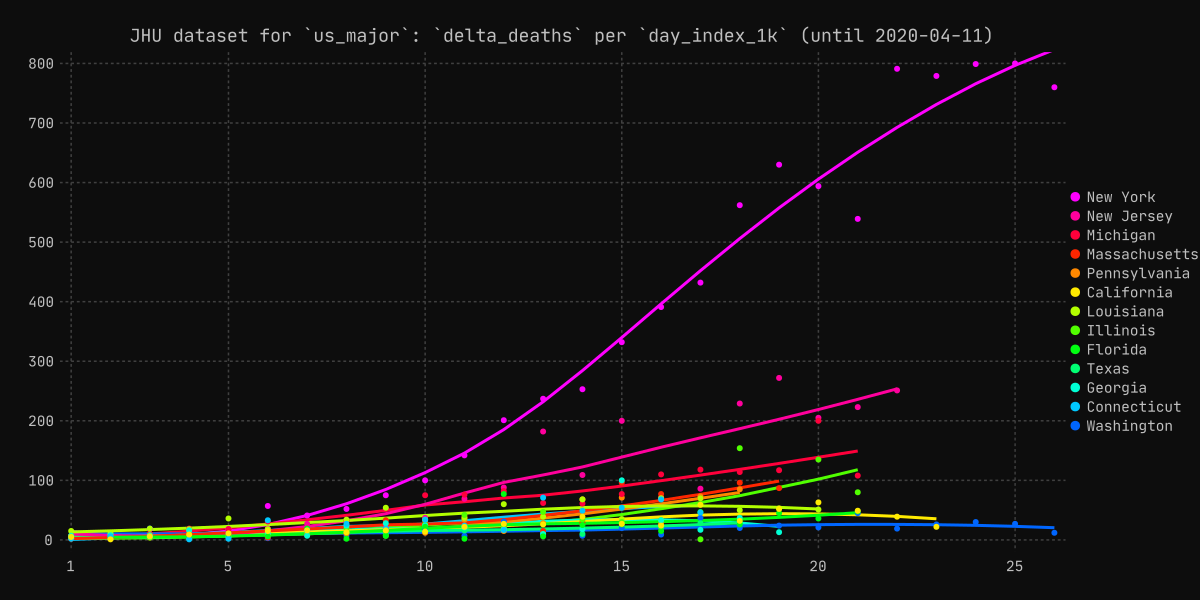 JHU dataset for `us_major`: `delta_deaths` per `day_index_1k` (until 2020-04-11)
800
700
600
500
400
300
200
100
0
1
5
10
15
20
25
New York
New Jersey
Michigan
Massachusetts
Pennsylvania
California
Louisiana
Illinois
Florida
Texas
Georgia
Connecticut
Washington